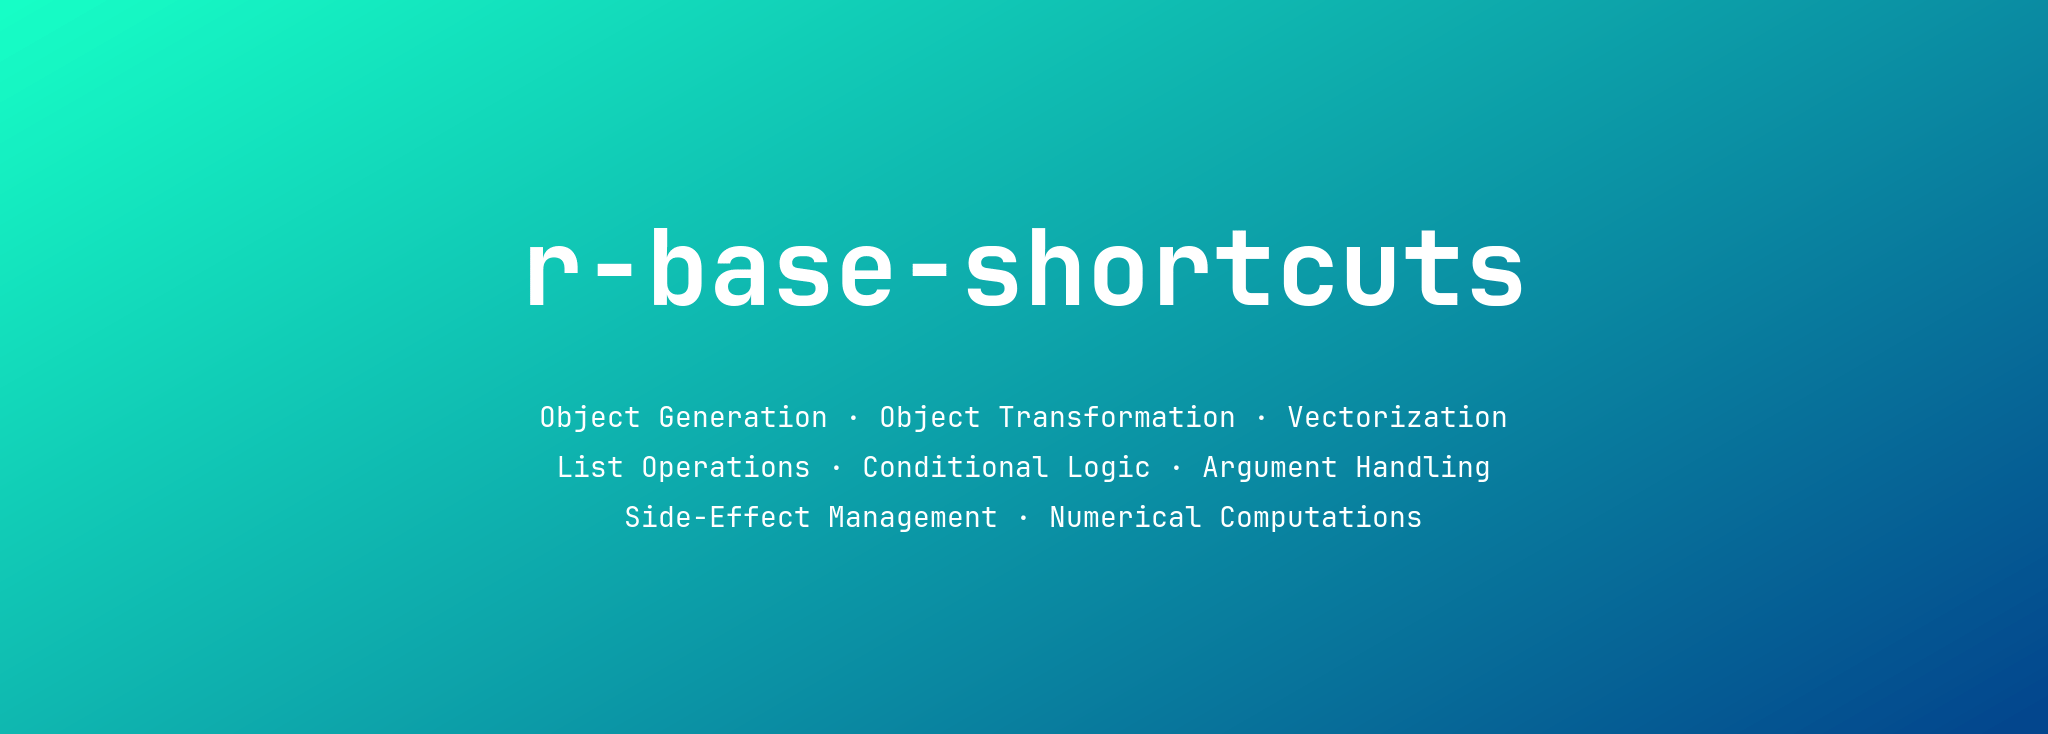 r-base-shortcuts
Object Generation · Object Transformation · Vectorization
List Operations · Conditional Logic · Argument Handling
Side-Effect Management · Numerical Computations